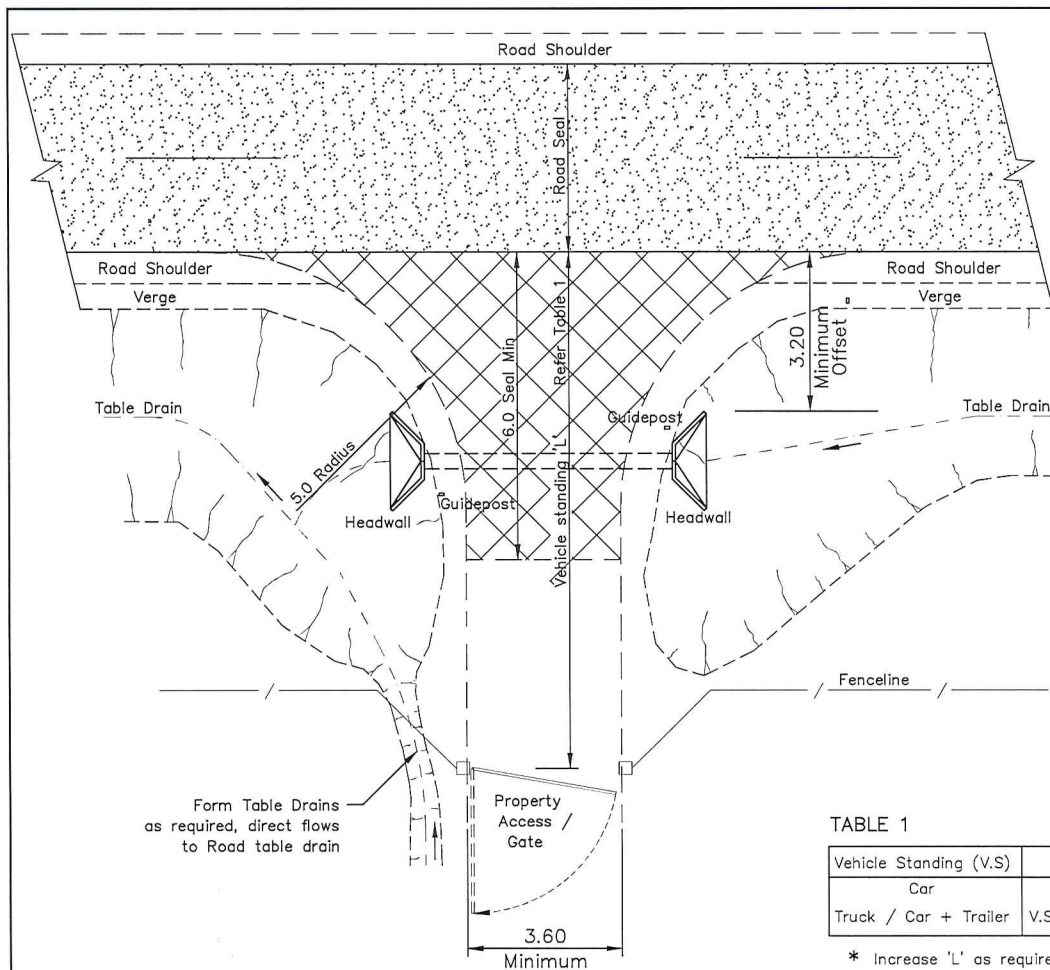 Road Shoulder
Road Seal
Road Shoulder
Road Shoulder
Verge
Verge
6.0 Seal Min
Vehicle standing 'L' Refer Table 1
3.20
Minimum
Offset
Table Drain
Table Drain
Guidepost
5.0 Radius
Guidepost
Headwall
Headwall
Fenceline
Form Table Drains
as required, direct flows
to Road table drain
Property
Access /
Gate
3.60
Minimum
TABLE 1
Vehicle Standing (V.S)
Car
Truck / Car + Trailer V.S
* Increase 'L' as require